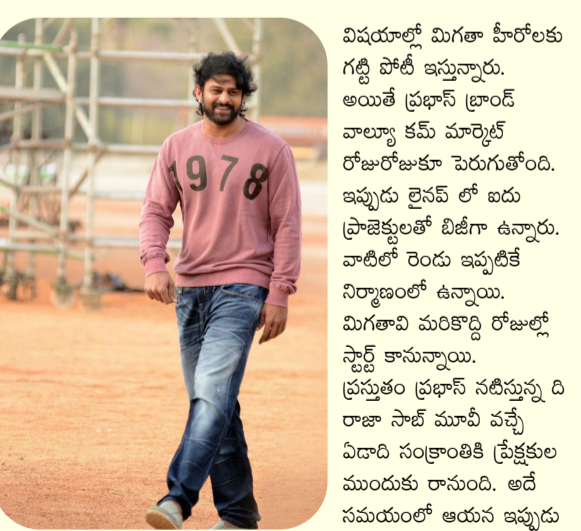 1978
విషయాల్లో మిగతా హీరోలకు
గట్టి పోటీ ఇస్తున్నారు.
అయితే ప్రభాస్ బ్రాండ్
వాల్యూ కమ్ మార్కెట్
రోజురోజుకూ పెరుగుతోంది.
ఇప్పుడు లైనప్ లో ఐదు
ప్రాజెక్టులతో బిజీగా ఉన్నారు.
వాటిలో రెండు ఇప్పటికే
నిర్మాణంలో ఉన్నాయి.
మిగతావి మరికొద్ది రోజుల్లో
స్టార్ట్ కానున్నాయి.
ప్రస్తుతం ప్రభాస్ నటిస్తున్న ది
రాజా సాబ్ మూవీ వచ్చే
ఏడాది సంక్రాంతికి ప్రేక్షకుల
ముందుకు రానుంది. అదే
సమయంలో ఆయన ఇప్పుడు